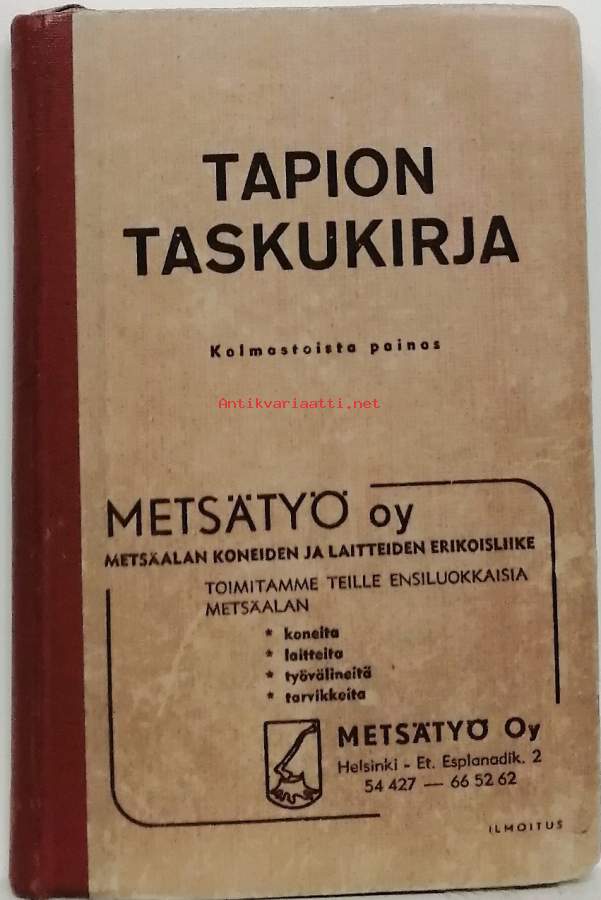 TAPION
TASKUKIRJA
Kolmastoista painos
Antikvariaatti.net
METSÄTYÖ oy
METSÄALAN KONEIDEN JA LAITTEIDEN ERIKOISLIIKE
TOIMITAMME TEILLE ENSILUOKKAISIA
METSÄALAN
* koneita
* laitteita
* työvälineitä
* tarvikkeita
METSÄTYÖ Oy
Helsinki - Et. Esplanadik. 2
54 427 — 66 52 62
ILMOITUS